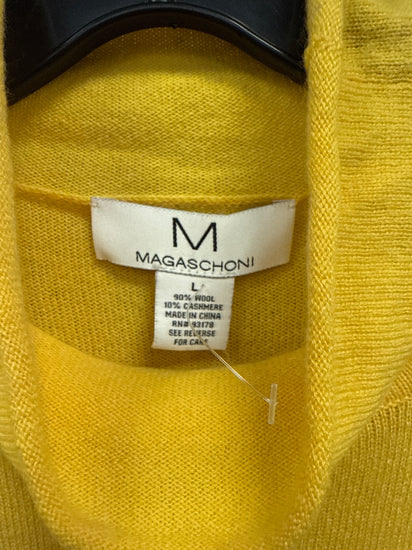 M
MAGASCHONI
L
90% WOOL
10% CASHMERE
MADE IN CHINA
RN# 93178
SEE REVERSE
FOR CARE